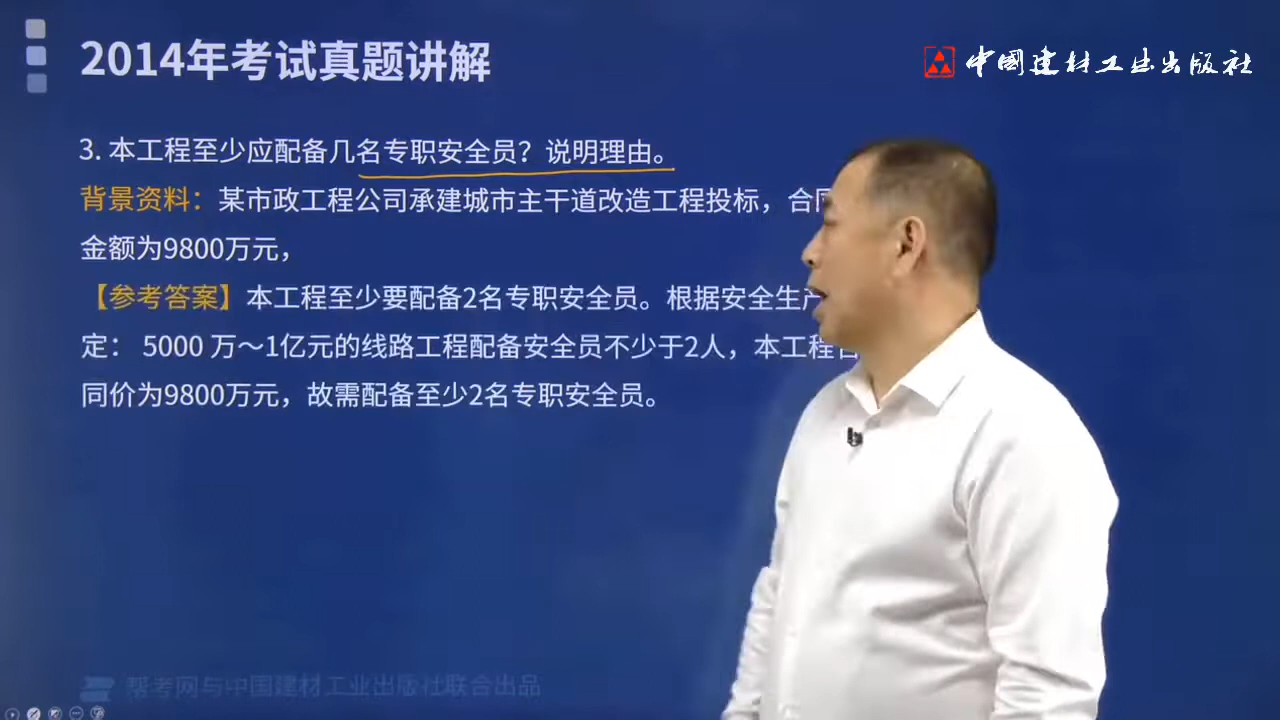 2014年考试真题讲解
中国建材工业出版社
3. 本工程至少应配备几名专职安全员？说明理由。
背景资料：某市政工程公司承建城市主干道改造工程投标，合同
金额为9800万元，
【参考答案】本工程至少要配备2名专职安全员。根据安全生产
定： 5000 万～1亿元的线路工程配备安全员不少于2人，本工程合
同价为9800万元，故需配备至少2名专职安全员。
帮考网与中国建材工业出版社联合出品